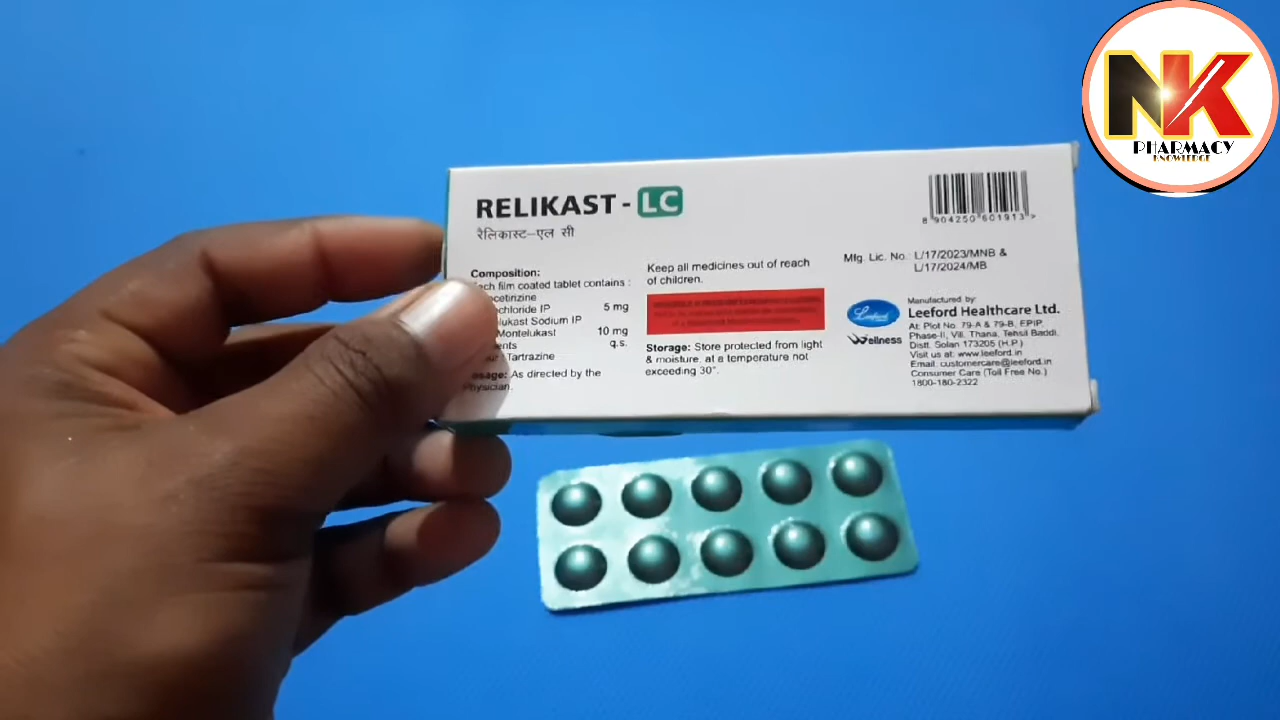 NK
PHARMACY
KNOWLEDGE
RELIKAST - LC
रेलिकास्ट-एल सी
8 904250 601913 >
Composition:
ch film coated tablet contains :
ocetirizine
ochloride IP 5 mg
lukast Sodium IP
Montelukast 10 mg
ents q.s.
Tartrazine
sage: As directed by the
Physician.
Keep all medicines out of reach
of children.
Storage: Store protected from light
& moisture, at a temperature not
exceeding 30°.
Mfg. Lic. No. L/17/2023/MNB &
L/17/2024/MB
Leeford
Wellness
Manufactured by:
Leeford Healthcare Ltd.
At: Plot No. 79-A & 79-B, EPIP,
Phase-II, Vill. Thana, Tehsil Baddi,
Distt. Solan 173205 (H.P.)
Visit us at: www.leeford.in
Email: customercare@leeford.in
Consumer Care (Toll Free No.)
1800-180-2322